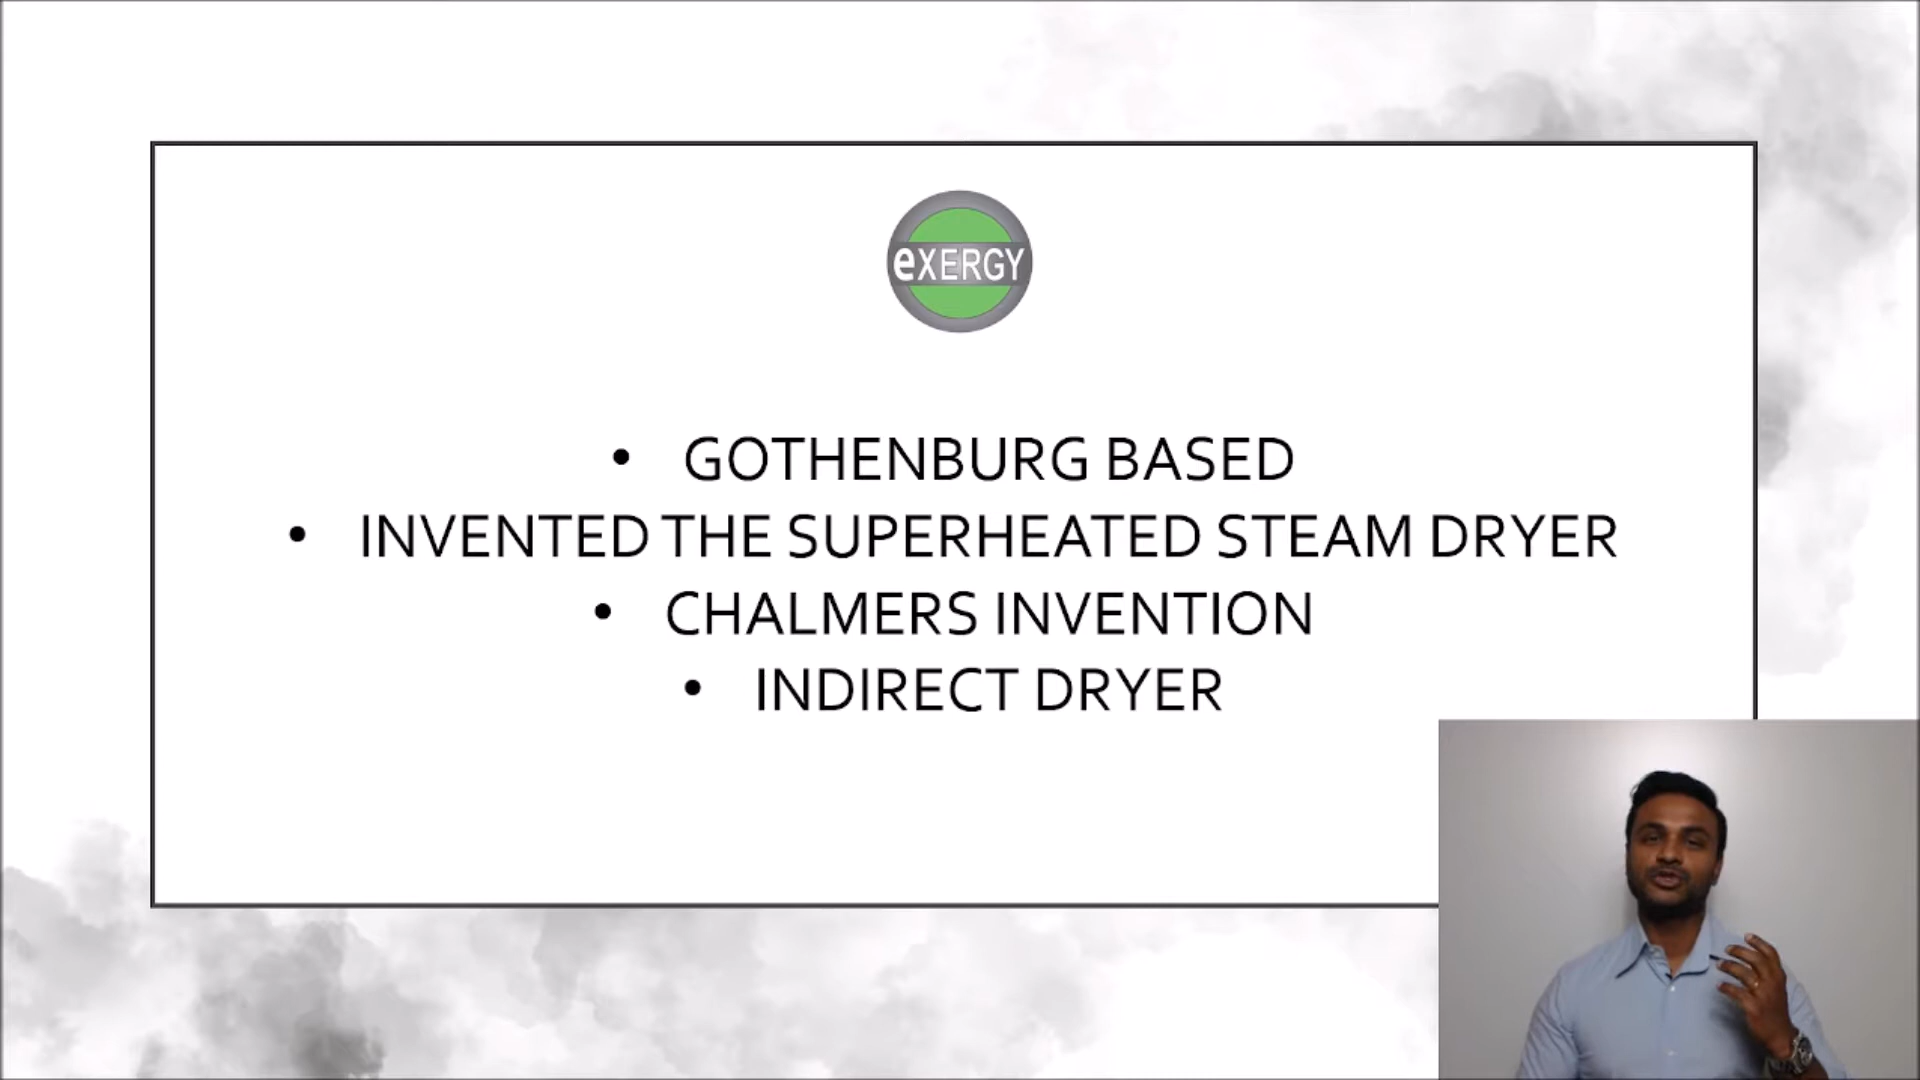 eXERGY
• GOTHENBURG BASED
• INVENTED THE SUPERHEATED STEAM DRYER
• CHALMERS INVENTION
• INDIRECT DRYER